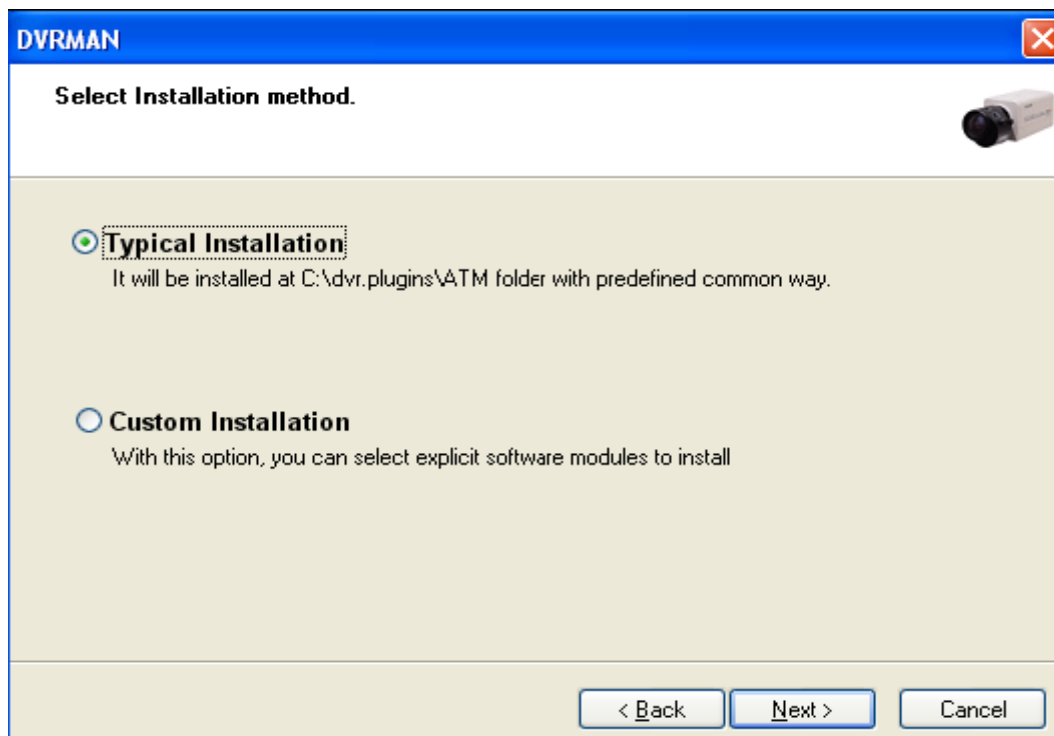 DVRMAN
Select Installation method.
Typical Installation
It will be installed at C:\dvr.plugins\ATM folder with predefined common way.
Custom Installation
With this option, you can select explicit software modules to install
< Back
Next >
Cancel